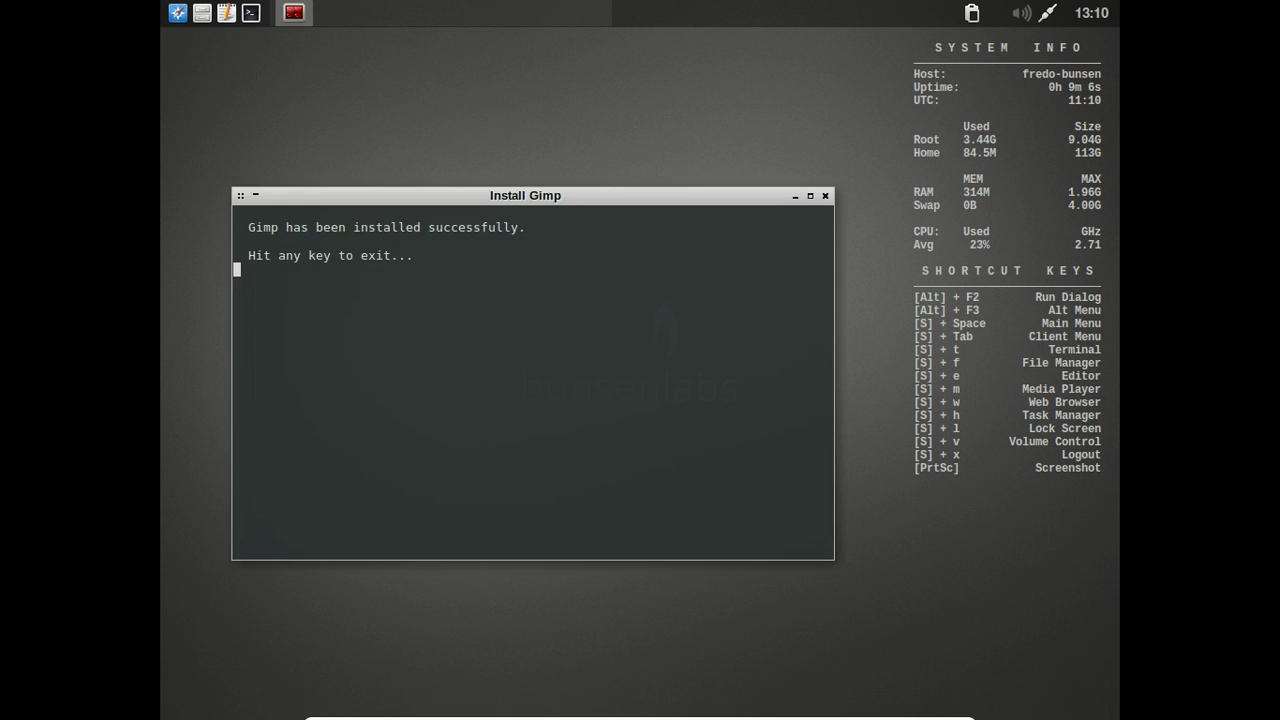 13:10
SYSTEM INFO
Host: fredo-bunsen
Uptime: 0h 9m 6s
UTC: 11:10
Used Size
Root 3.44G 9.04G
Home 84.5M 113G
MEM MAX
RAM 314M 1.96G
Swap 0B 4.00G
CPU: Used GHz
Avg 23% 2.71
SHORTCUT KEYS
[Alt] + F2 Run Dialog
[Alt] + F3 Alt Menu
[S] + Space Main Menu
[S] + Tab Client Menu
[S] + t Terminal
[S] + f File Manager
[S] + e Editor
[S] + m Media Player
[S] + w Web Browser
[S] + h Task Manager
[S] + l Lock Screen
[S] + v Volume Control
[S] + x Logout
[PrtSc] Screenshot
Install Gimp
Gimp has been installed successfully.
Hit any key to exit...
bunsenlabs